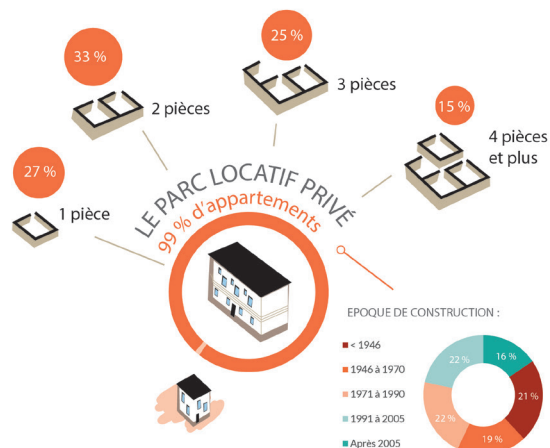 33 %
2 pièces
25 %
3 pièces
15 %
4 pièces
et plus
27 %
1 pièce
LE PARC LOCATIF PRIVÉ
99 % d'appartements
EPOQUE DE CONSTRUCTION :
< 1946
1946 à 1970
1971 à 1990
1991 à 2005
Après 2005
16 %
21 %
19 %
22 %
22 %